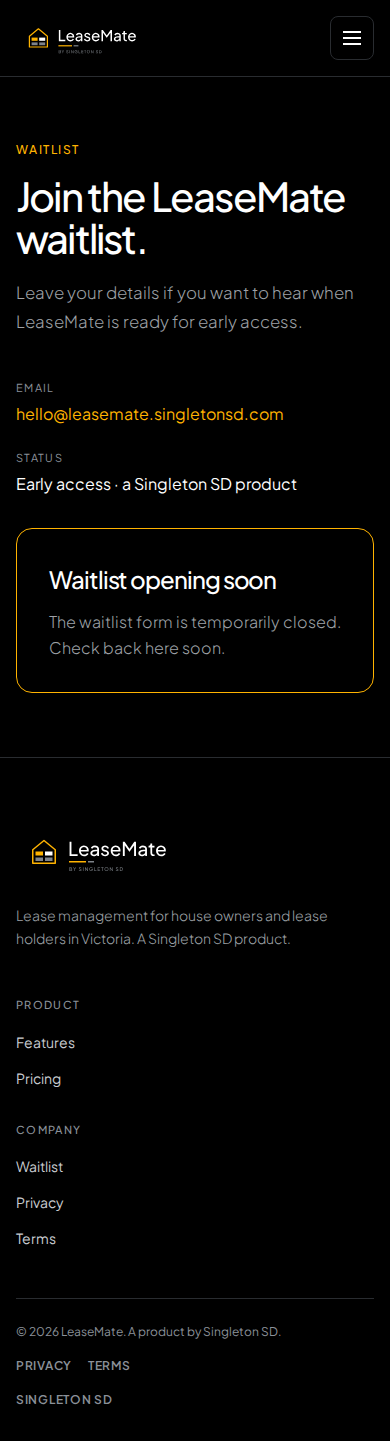 LeaseMate
BY SINGLETON SD
WAITLIST
Join the LeaseMate
waitlist.
Leave your details if you want to hear when
LeaseMate is ready for early access.
EMAIL
hello@leasemate.singletonsd.com
STATUS
Early access · a Singleton SD product
Waitlist opening soon
The waitlist form is temporarily closed.
Check back here soon.
LeaseMate
BY SINGLETON SD
Lease management for house owners and lease
holders in Victoria. A Singleton SD product.
PRODUCT
Features
Pricing
COMPANY
Waitlist
Privacy
Terms
© 2026 LeaseMate. A product by Singleton SD.
PRIVACY TERMS
SINGLETON SD